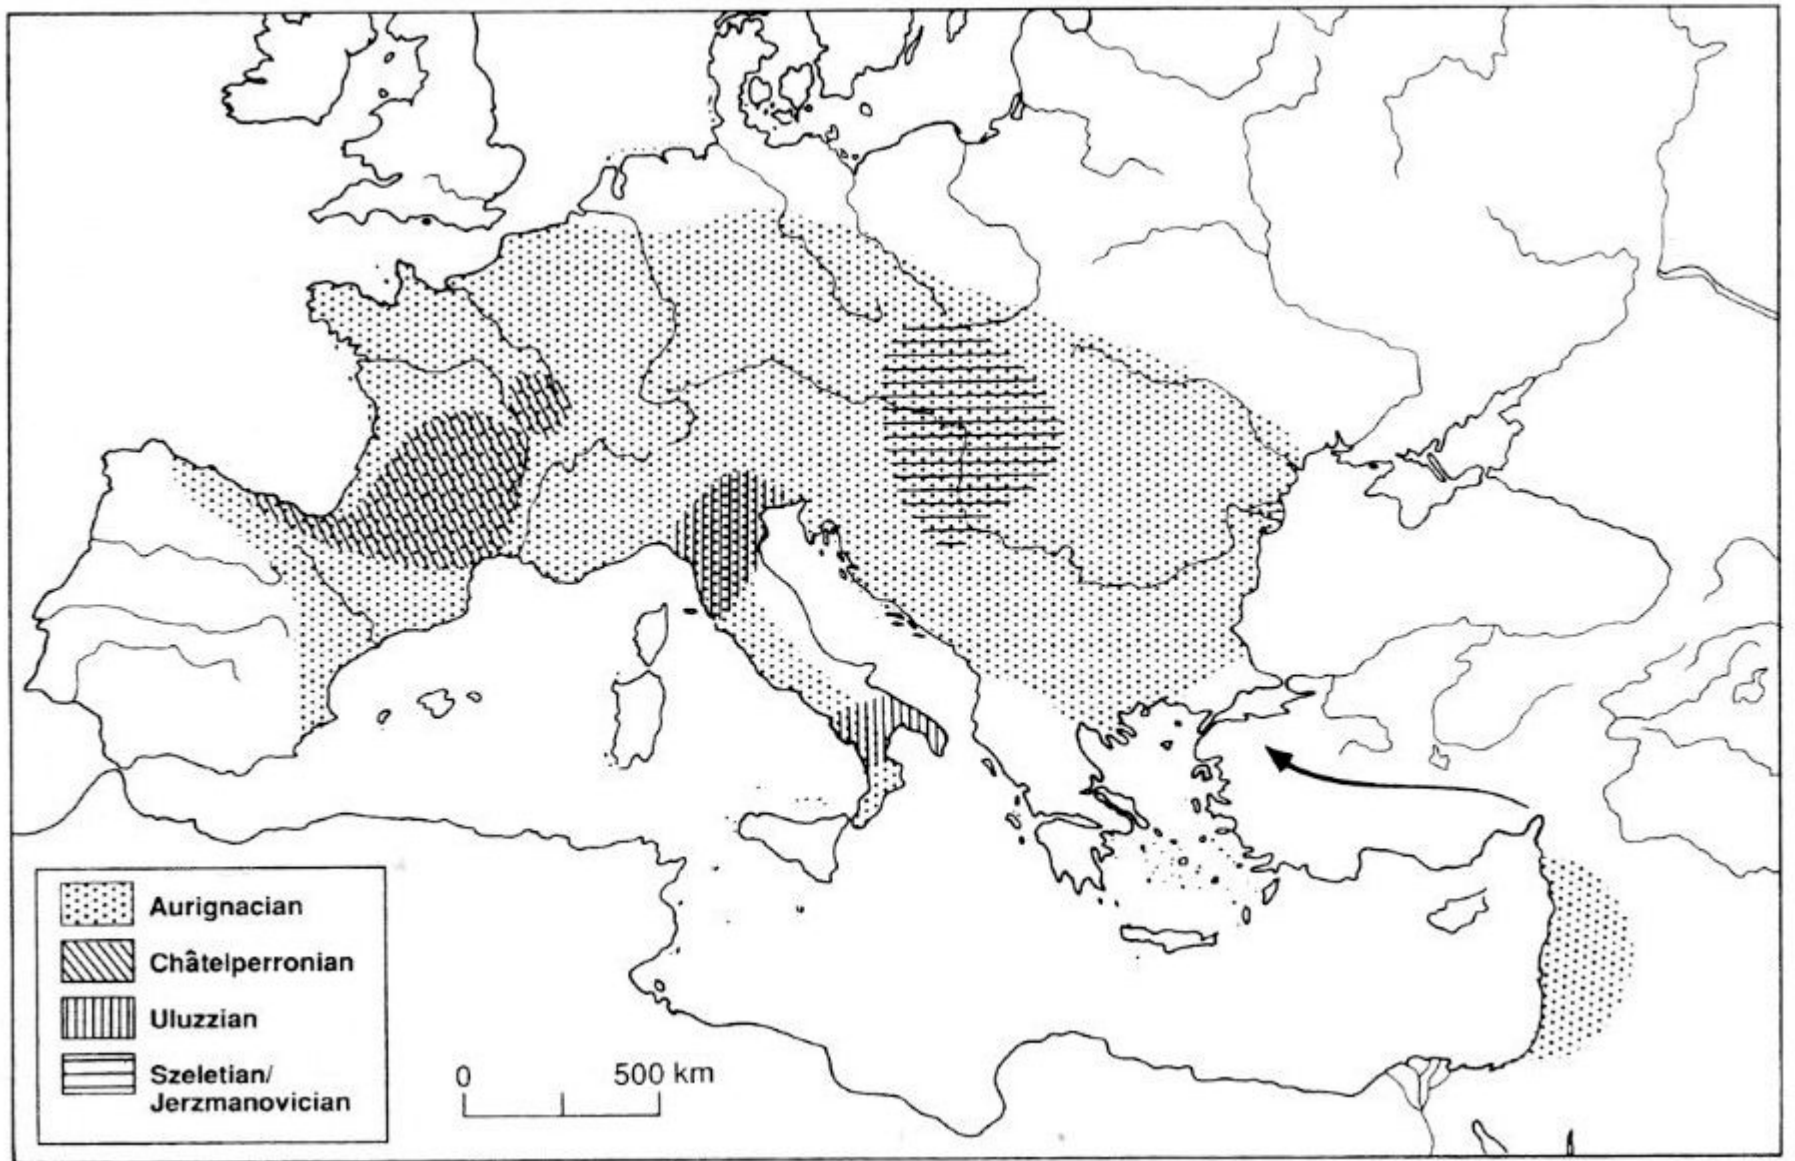 Aurignacian
Châtelperronian
Uluzzian
Szeletian/
Jerzmanovician
0 500 km